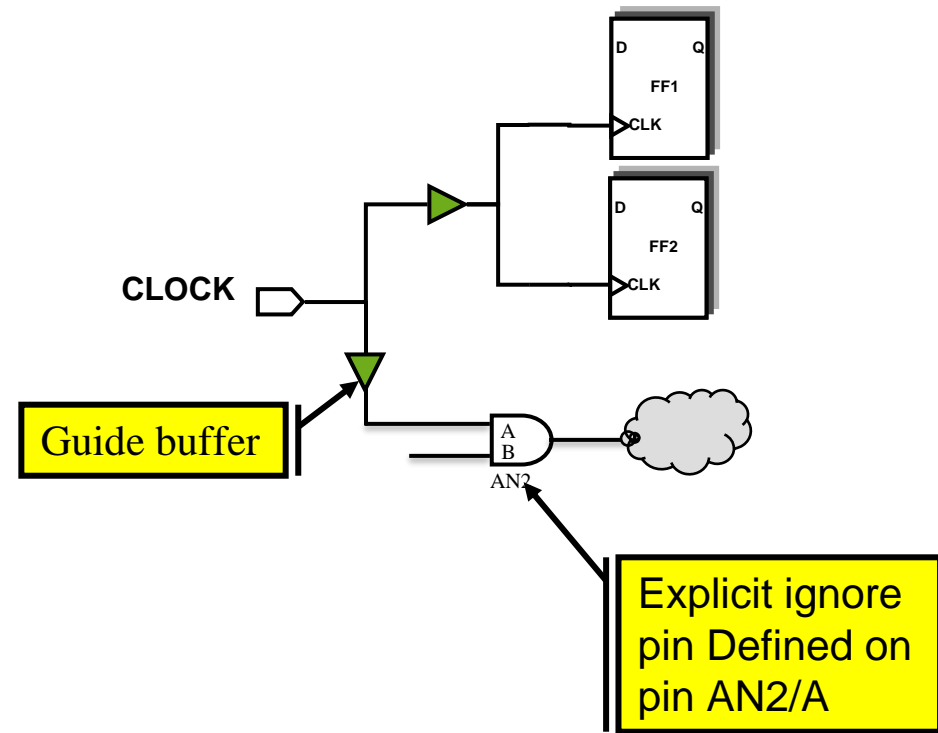 D Q
FF1
CLK
D Q
FF2
CLK
CLOCK
Guide buffer
A
B
AN2
Explicit ignore
pin Defined on
pin AN2/A